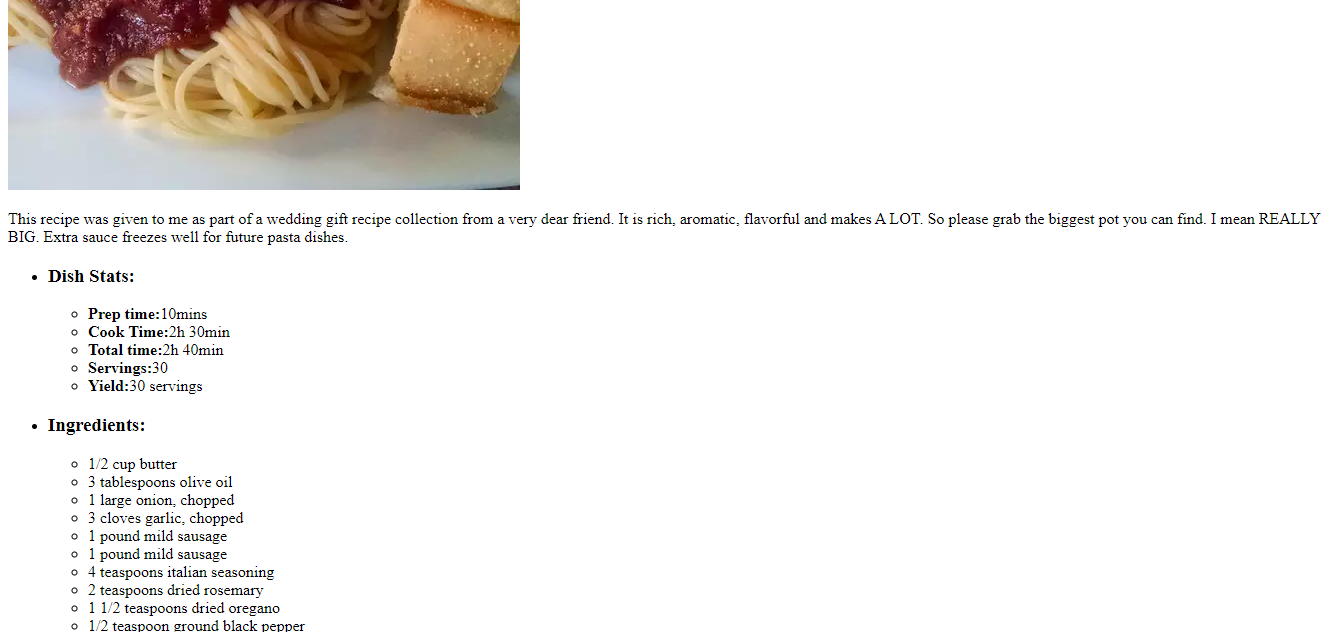 This recipe was given to me as part of a wedding gift recipe collection from a very dear friend. It is rich, aromatic, flavorful and makes A LOT. So please grab the biggest pot you can find. I mean REALLY
BIG. Extra sauce freezes well for future pasta dishes.
Dish Stats:
Prep time:10mins
Cook Time:2h 30min
Total time:2h 40min
Servings:30
Yield:30 servings
Ingredients:
1/2 cup butter
3 tablespoons olive oil
1 large onion, chopped
3 cloves garlic, chopped
1 pound mild sausage
1 pound mild sausage
4 teaspoons italian seasoning
2 teaspoons dried rosemary
1 1/2 teaspoons dried oregano
1/2 teaspoon ground black pepper